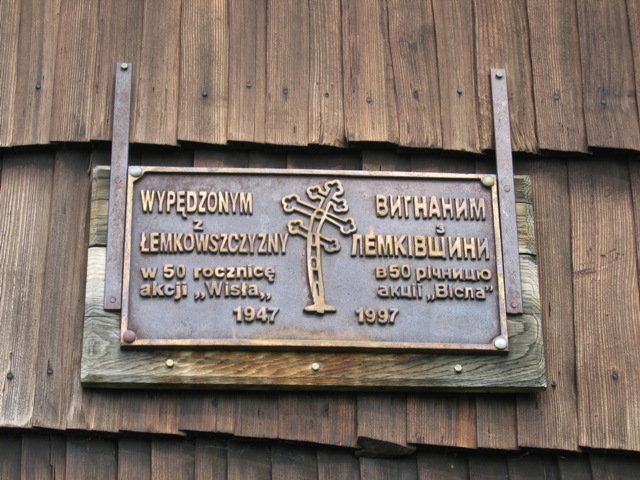 WYPĘDZONYM
z
ŁEMKOWSZCZYZNY
w 50 rocznicę
akcji „Wisła„
1947
ВИГНАНИМ
з
ЛЕМКІВЩИНИ
в 50 річницю
акції „Вісла"
1997